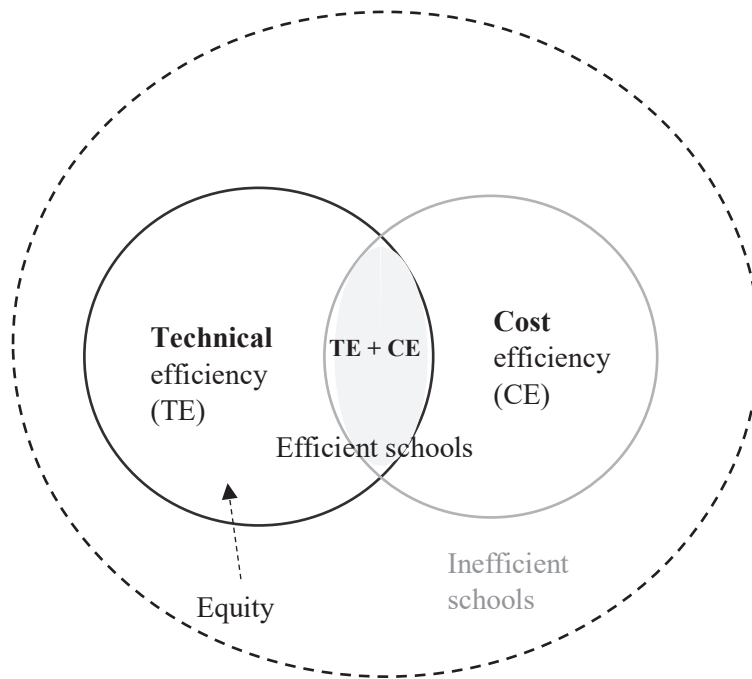 Technical
efficiency
(TE)
TE + CE
Cost
efficiency
(CE)
Efficient schools
Equity
Inefficient
schools